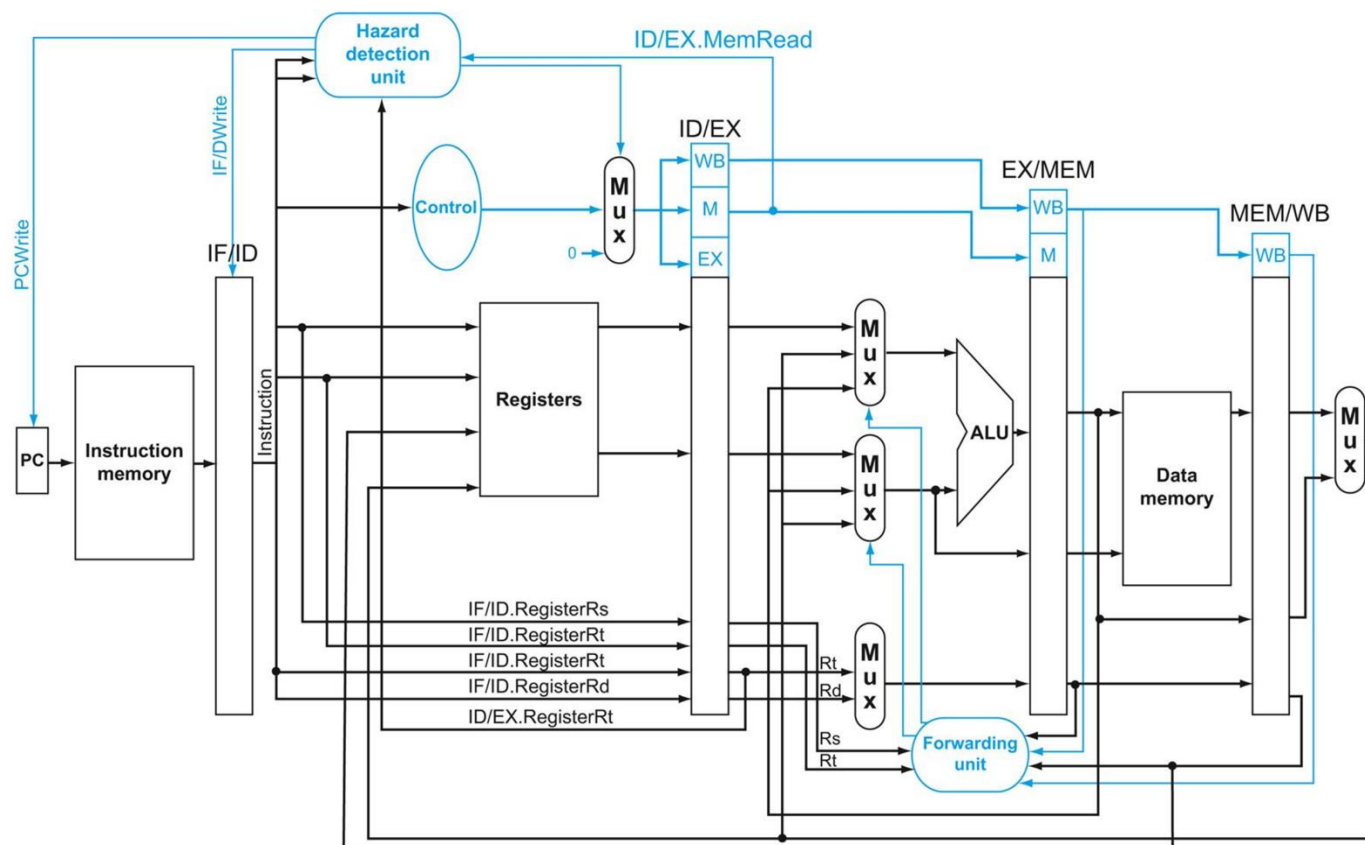 Hazard
detection
unit
ID/EX.MemRead
PCWrite
IF/DWrite
ID/EX
Control
M
u
x
0
WB
M
EX
EX/MEM
WB
M
MEM/WB
WB
IF/ID
PC
Instruction
memory
Instruction
Registers
M
u
x
M
u
x
ALU
Data
memory
M
u
x
IF/ID.RegisterRs
IF/ID.RegisterRt
IF/ID.RegisterRt
IF/ID.RegisterRd
ID/EX.RegisterRt
Rt
Rd
M
u
x
Rs
Rt
Forwarding
unit